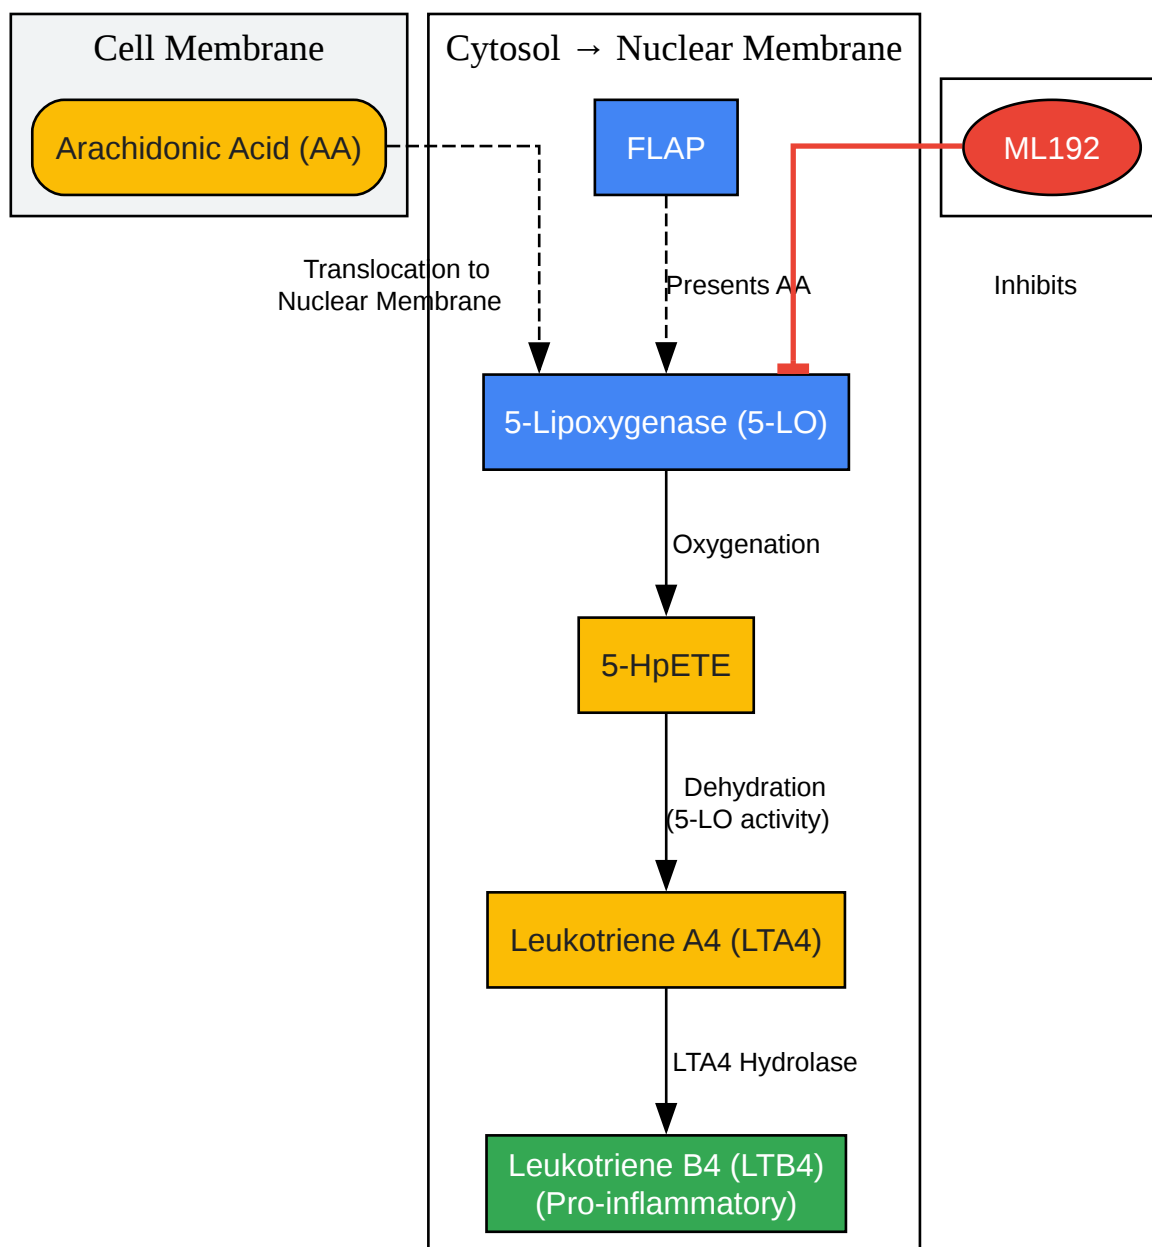 Cell Membrane
Cytosol → Nuclear Membrane
Arachidonic Acid (AA)
FLAP
ML192
Translocation to
Nuclear Membrane
Presents AA
Inhibits
5-Lipoxygenase (5-LO)
Oxygenation
5-HpETE
Dehydration
(5-LO activity)
Leukotriene A4 (LTA4)
LTA4 Hydrolase
Leukotriene B4 (LTB4)
(Pro-inflammatory)